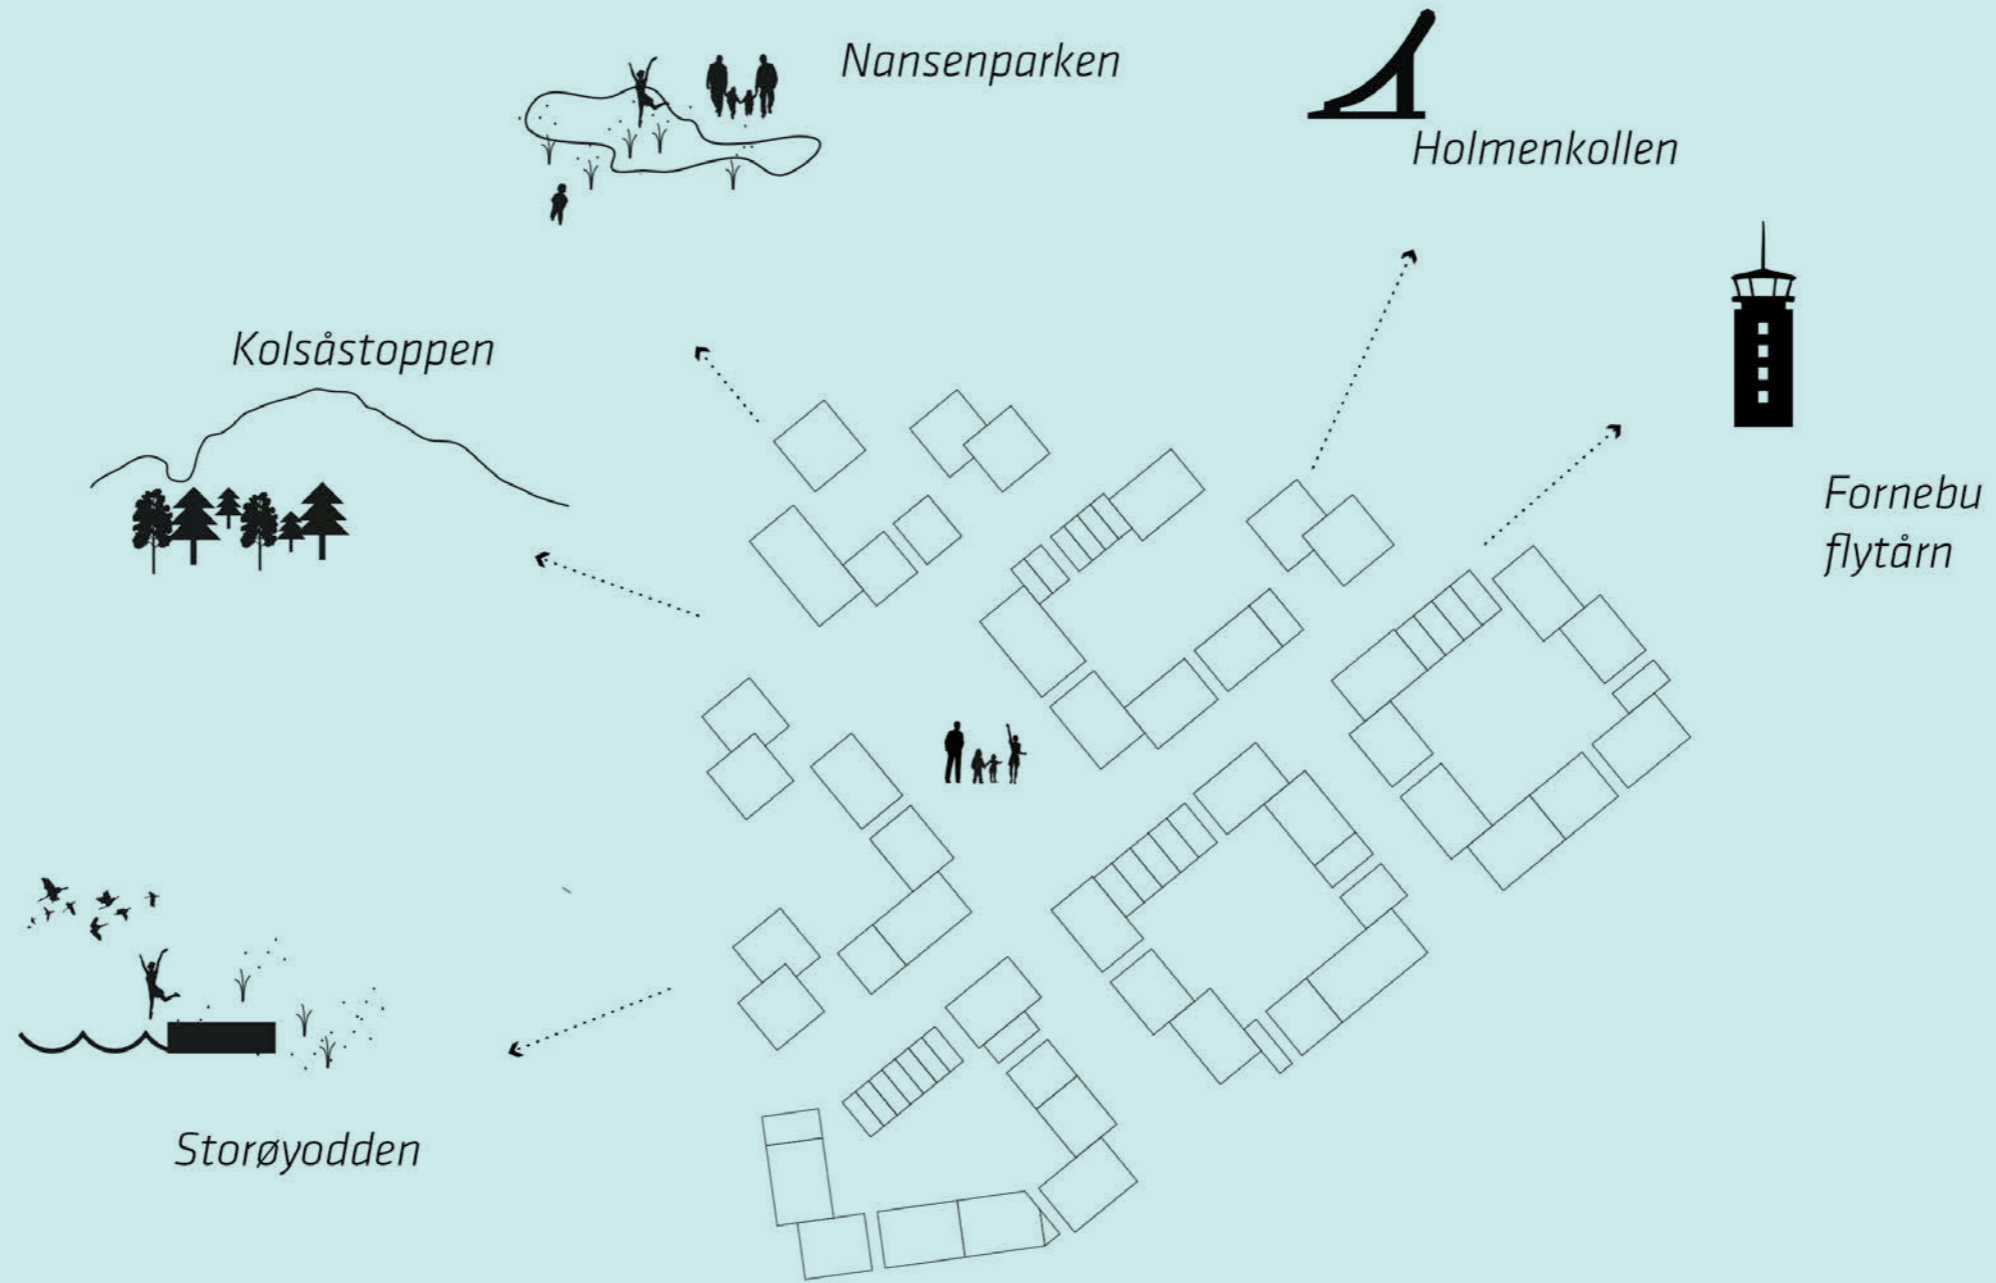 Nansenparken
Holmenkollen
Kolsåstoppen
Fornebu
flytårn
Storøyodden